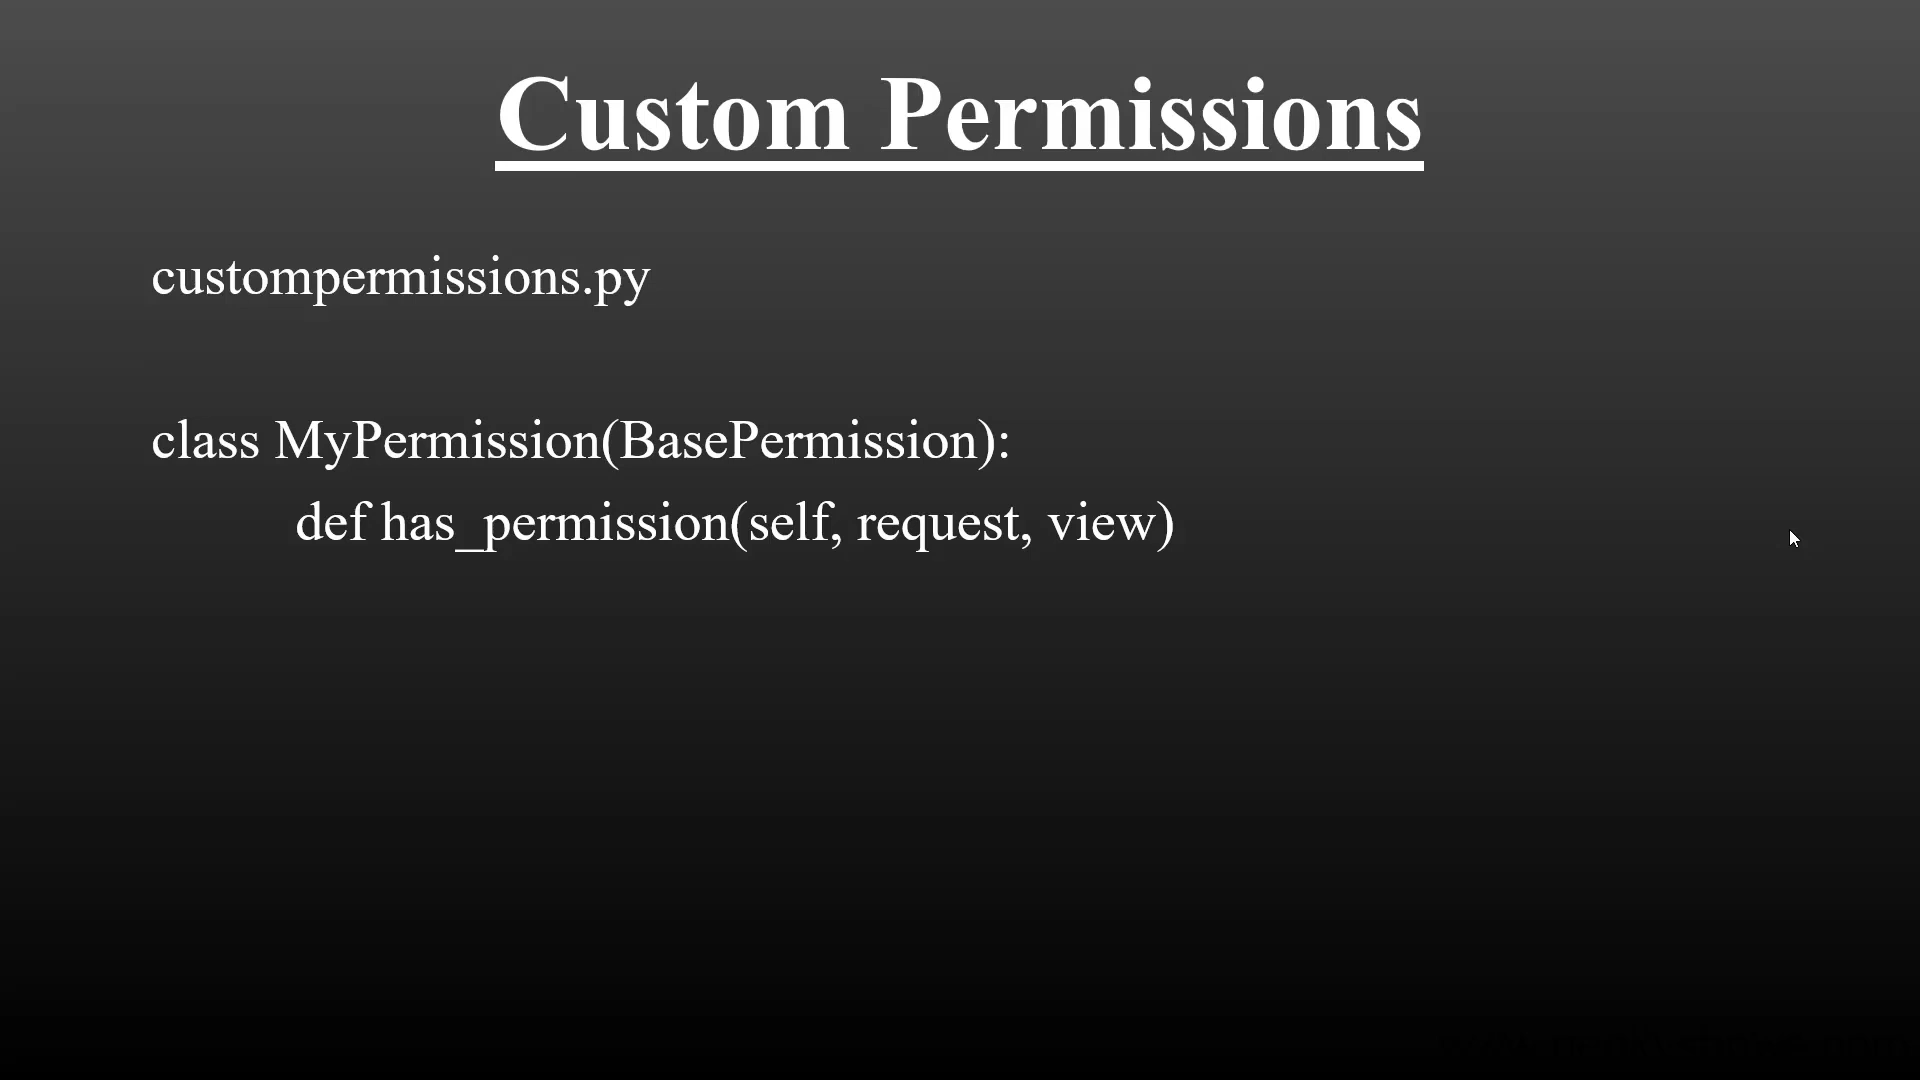 Custom Permissions
custompermissions.py
class MyPermission(BasePermission):
def has_permission(self, request, view)